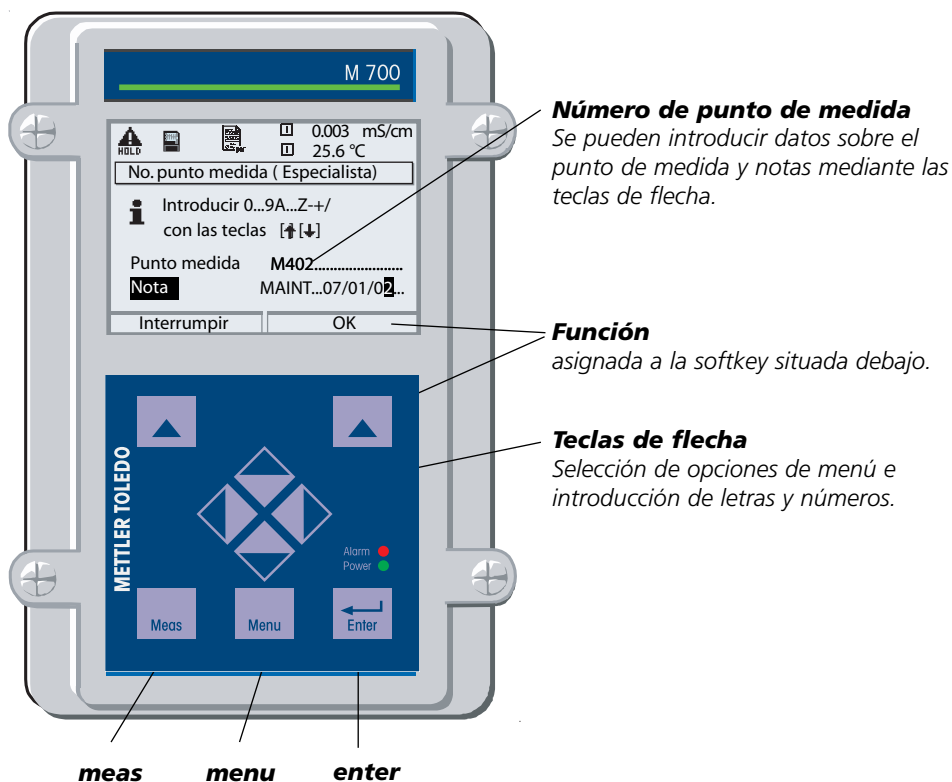 M 700
HOLD 0.003 mS/cm
25.6 °C
No. punto medida ( Especialista)
Introducir 0...9A...Z-+/
con las teclas [↑[↓]
Punto medida M402.......................
Nota MAINT...07/01/02...
Interrumpir OK
Número de punto de medida
Se pueden introducir datos sobre el
punto de medida y notas mediante las
teclas de flecha.
Función
asignada a la softkey situada debajo.
Teclas de flecha
Selección de opciones de menú e
introducción de letras y números.
METTLER TOLEDO
Alarm
Power
Meas Menu Enter
meas menu enter